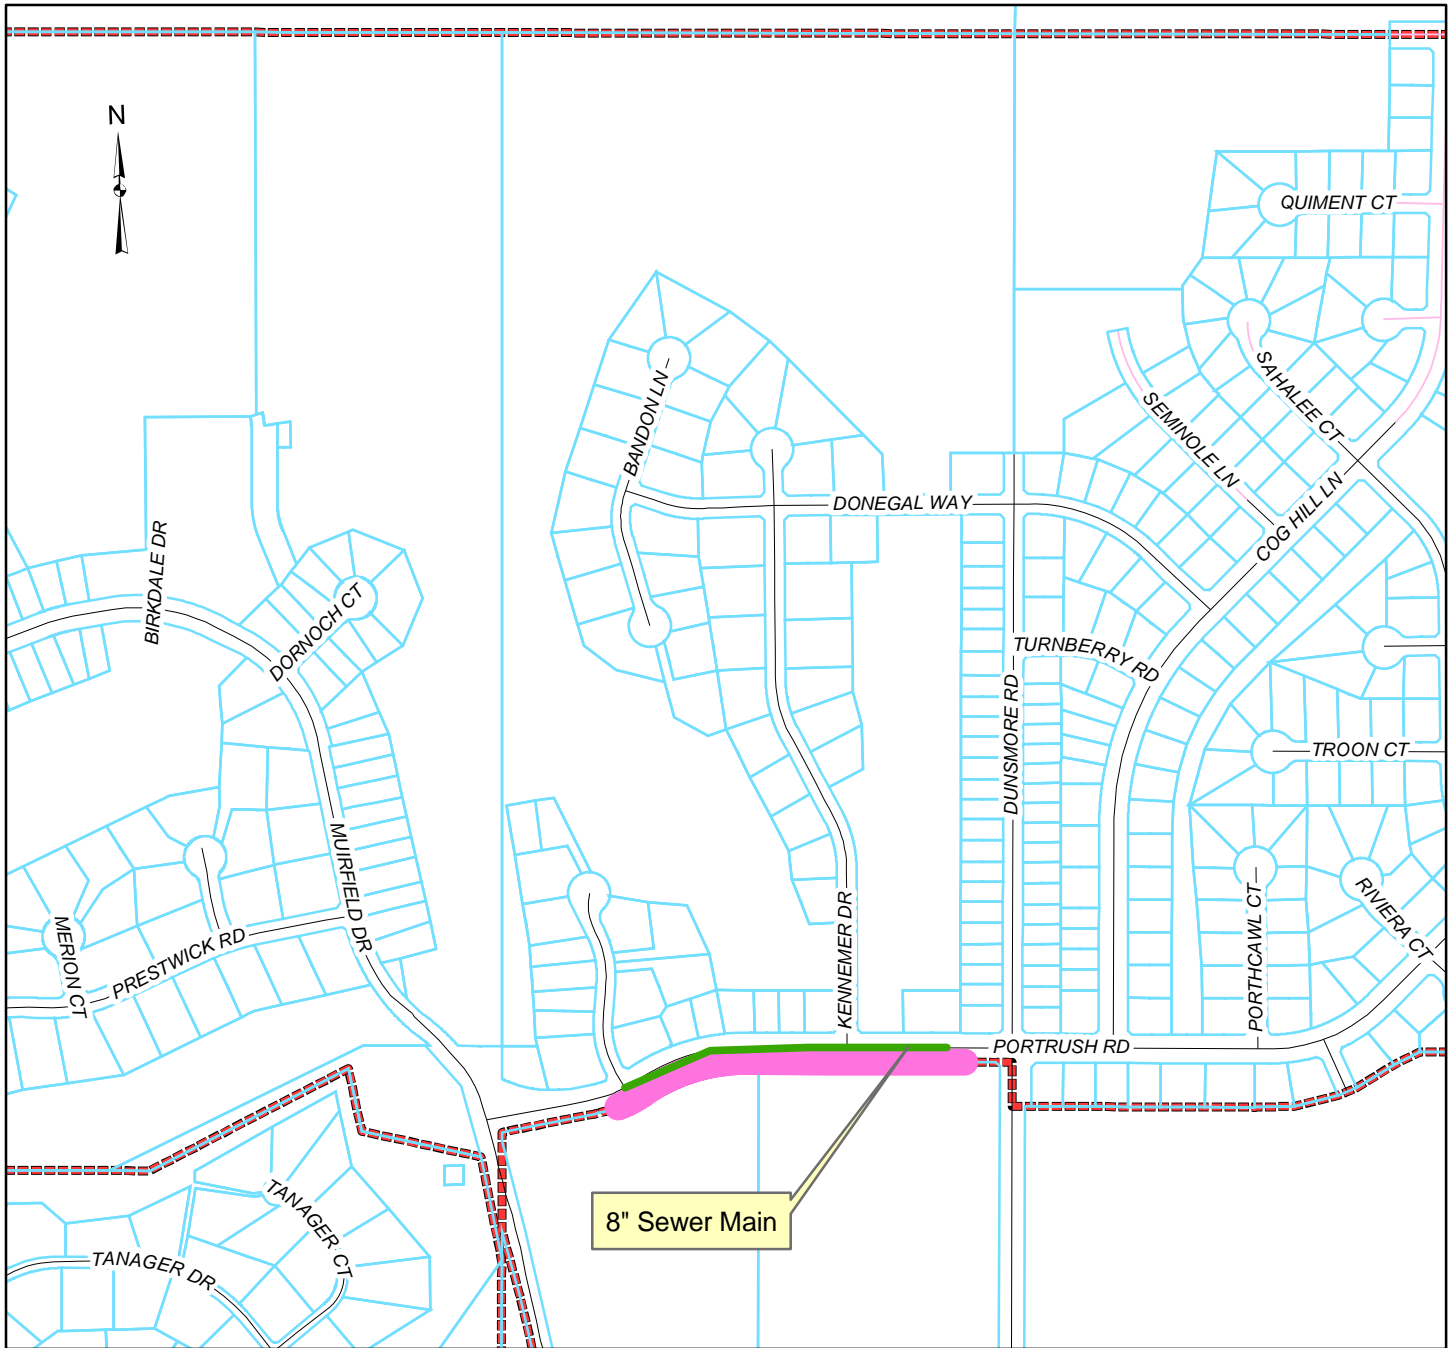 N
QUIMENT CT
SAHALEE CT
BANDON LN
SEMINOLE LN
DONEGAL WAY
COG HILL LN
BIRKDALE DR
DORNOCH CT
TURNBERRY RD
DUNSMORE RD
TROON CT
MUIRFIELD DR
KENNEMER DR
PORTHCAWL CT
RIVIERA CT
MERION CT
PRESTWICK RD
PORTRUSH RD
8" Sewer Main
TANAGER CT
TANAGER DR